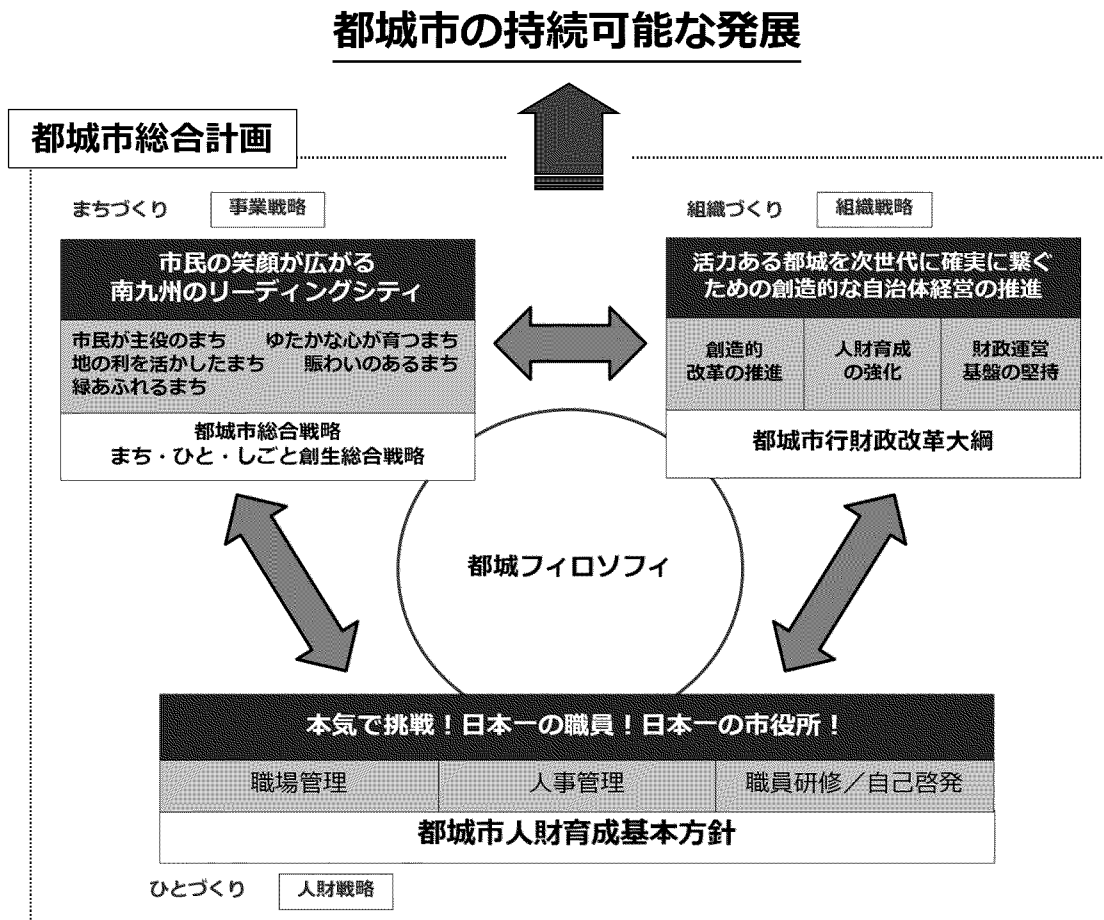 都城市の持続可能な発展
都城市総合計画
まちづくり
事業戦略
市民の笑顔が広がる
南九州のリーディングシティ
市民が主役のまち ゆたかな心が育つまち
地の利を活かしたまち 賑わいのあるまち
緑あふれるまち
都城市総合戦略
まち・ひと・しごと創生総合戦略
組織づくり
組織戦略
活力ある都城を次世代に確実に繋ぐ
ための創造的な自治体経営の推進
創造的
改革の推進
人財育成
の強化
財政運営
基盤の堅持
都城市行財政改革大綱
都城フィロソフィ
本気で挑戦！日本一の職員！日本一の市役所！
職場管理
人事管理
職員研修／自己啓発
都城市人財育成基本方針
ひとづくり
人財戦略